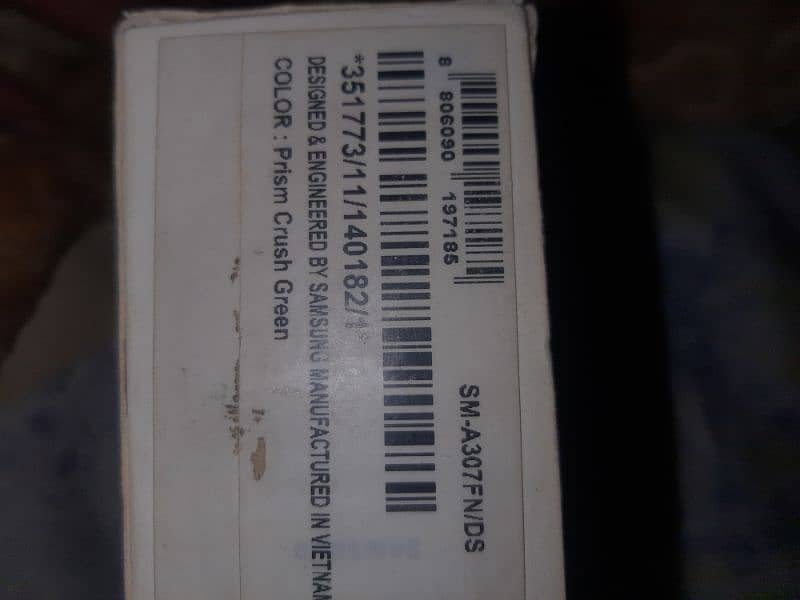 SM-A307FN/DS
8 806090 197185
*351773/11/140182/1*
DESIGNED & ENGINEERED BY SAMSUNG MANUFACTURED IN VIETNAM
COLOR : Prism Crush Green